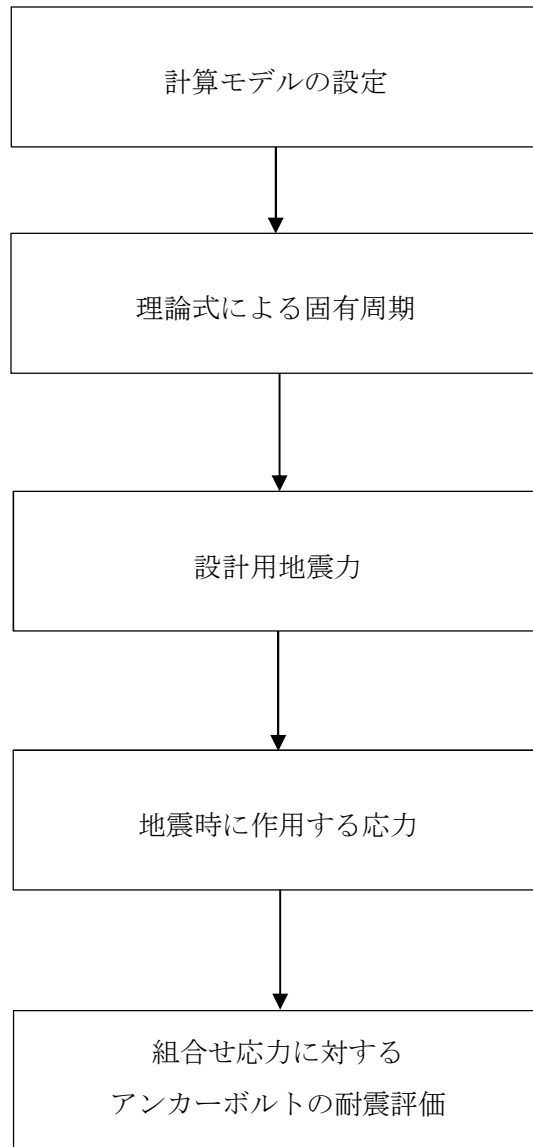 計算モデルの設定
理論式による固有周期
設計用地震力
地震時に作用する応力
組合せ応力に対する
アンカーボルトの耐震評価